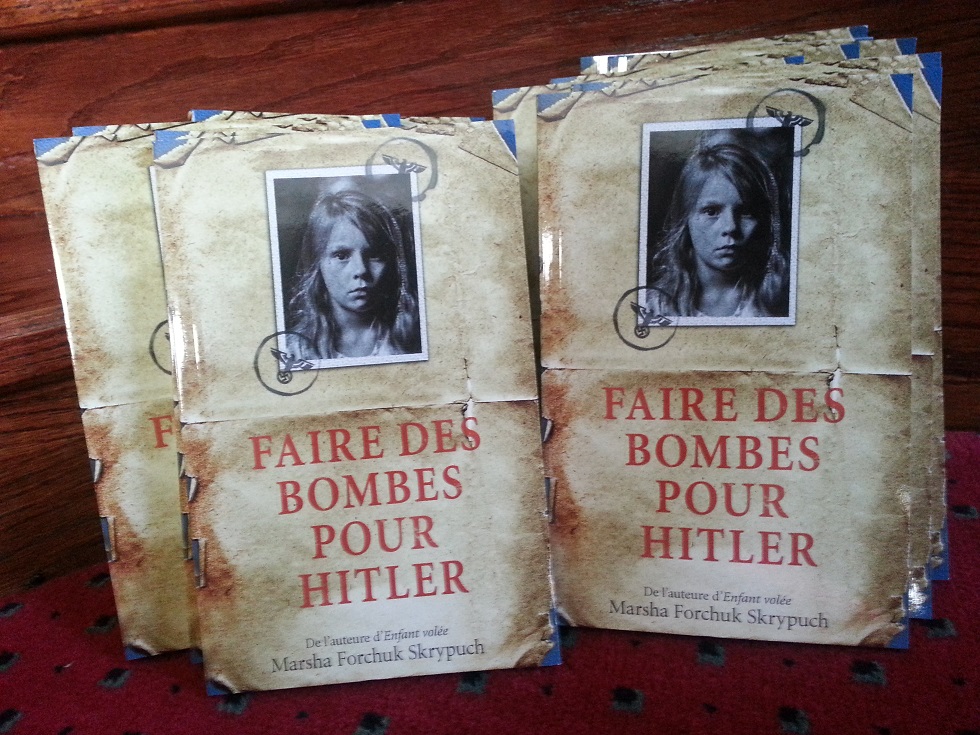 FAIRE DES
BOMBES
POUR
HITLER
De l'auteure d'Enfant volée
Marsha Forchuk Skrypuch
FAIRE DES
BOMBES
POUR
HITLER
De l'auteure d'Enfant volée
Marsha Forchuk Skrypuch
F